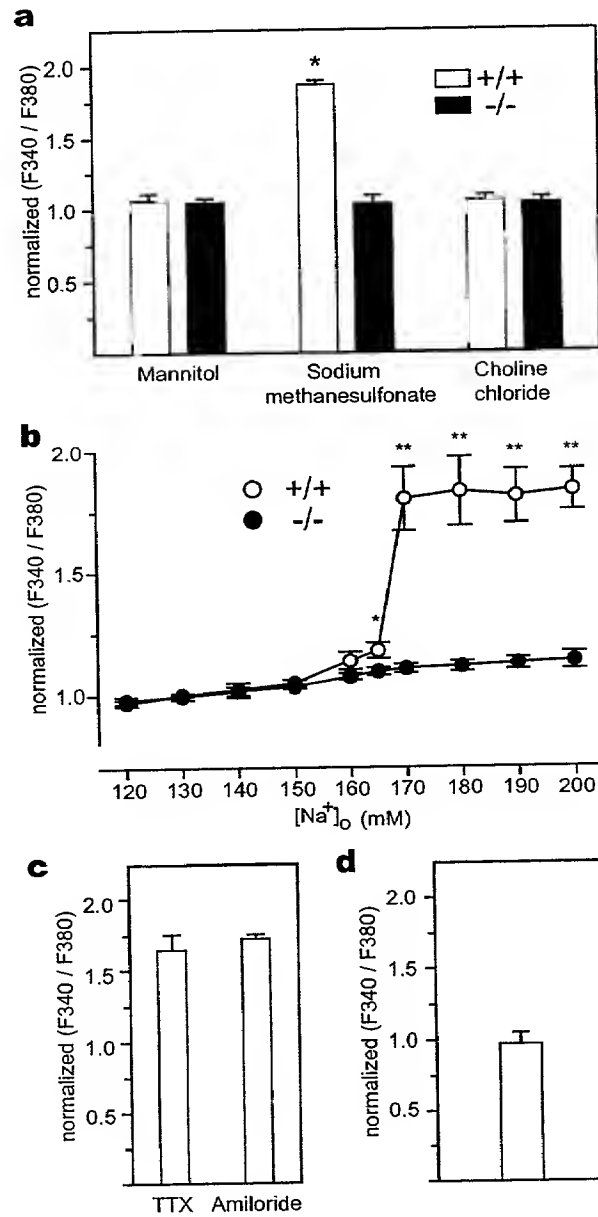 a
normalized (F340 / F380)
2.0
1.5
1.0
0.5
*
+/+
-/-
Mannitol
Sodium methanesulfonate
Choline chloride
b
normalized (F340 / F380)
2.0
1.5
1.0
+/+
-/-
*
** ** ** **
120 130 140 150 160 170 180 190 200
[Na+]o (mM)
c
normalized (F340 / F380)
2.0
1.5
1.0
0.5
TTX Amiloride
d
normalized (F340 / F380)
2.0
1.5
1.0
0.5